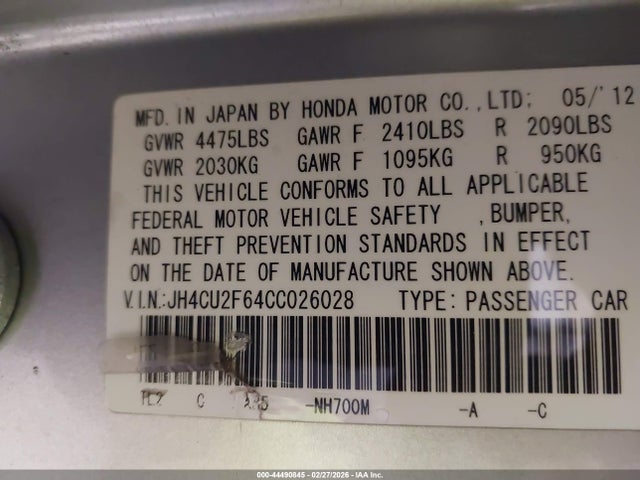 MFD. IN JAPAN BY HONDA MOTOR CO., LTD; 05/'12
GVWR 4475LBS GAWR F 2410LBS R 2090LBS
GVWR 2030KG GAWR F 1095KG R 950KG
THIS VEHICLE CONFORMS TO ALL APPLICABLE
FEDERAL MOTOR VEHICLE SAFETY , BUMPER,
AND THEFT PREVENTION STANDARDS IN EFFECT
ON THE DATE OF MANUFACTURE SHOWN ABOVE.
V.I.N.:JH4CU2F64CC026028 TYPE: PASSENGER CAR
C -NH700M -A -C
000-44490845 - 02/27/2026 - IAA Inc.